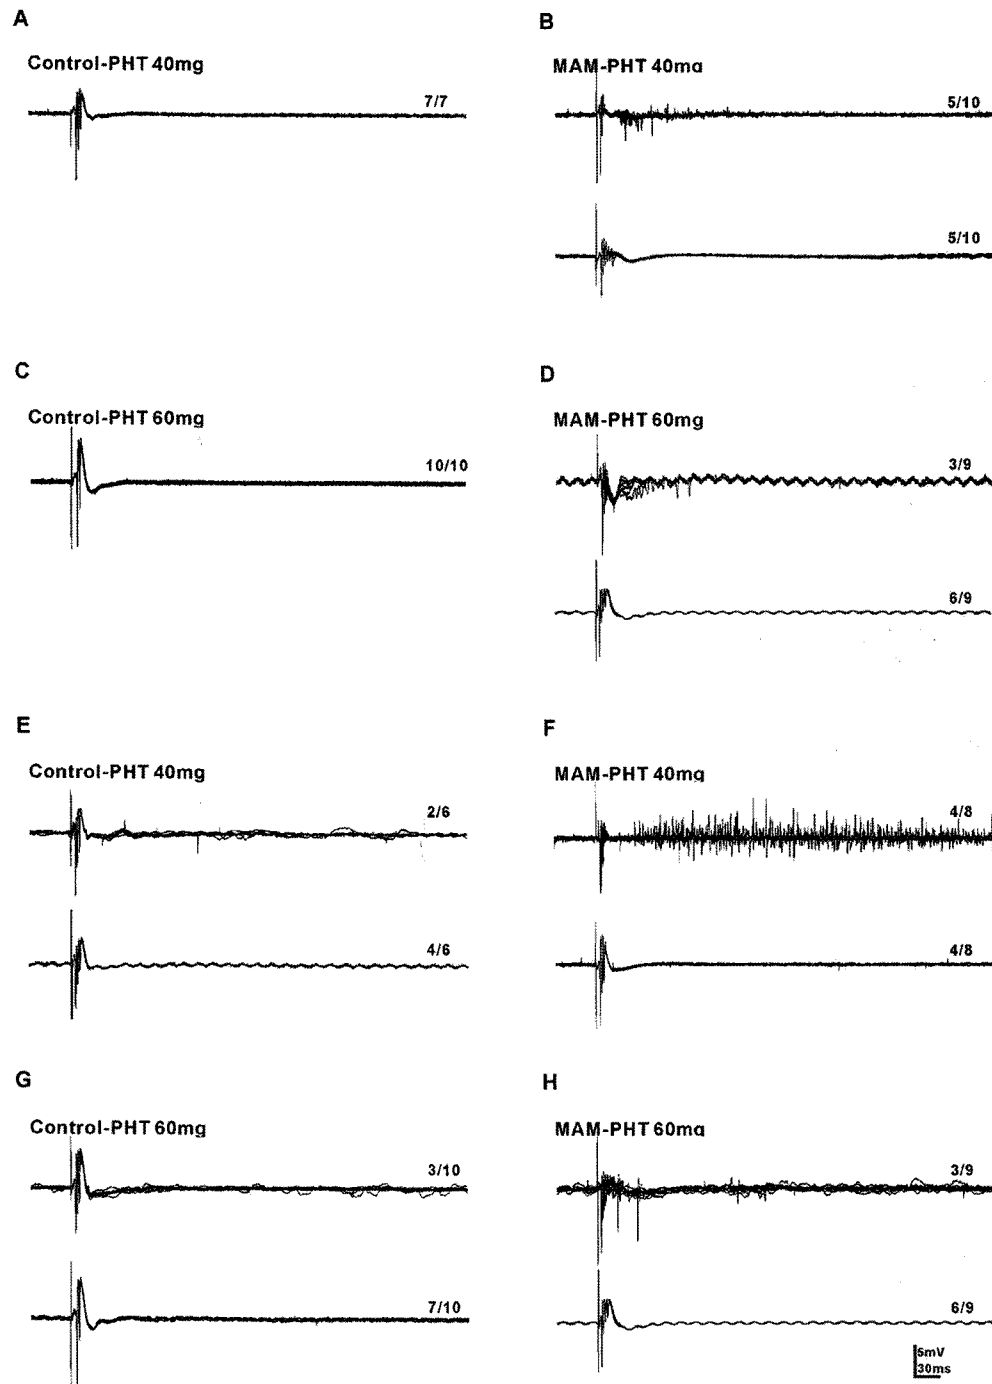 A
Control-PHT 40mg
7/7
B
MAM-PHT 40mg
5/10
5/10
C
Control-PHT 60mg
10/10
D
MAM-PHT 60mg
3/9
6/9
E
Control-PHT 40mg
2/6
4/6
F
MAM-PHT 40mg
4/8
4/8
G
Control-PHT 60mg
3/10
7/10
H
MAM-PHT 60mg
3/9
6/9
5mV
30ms